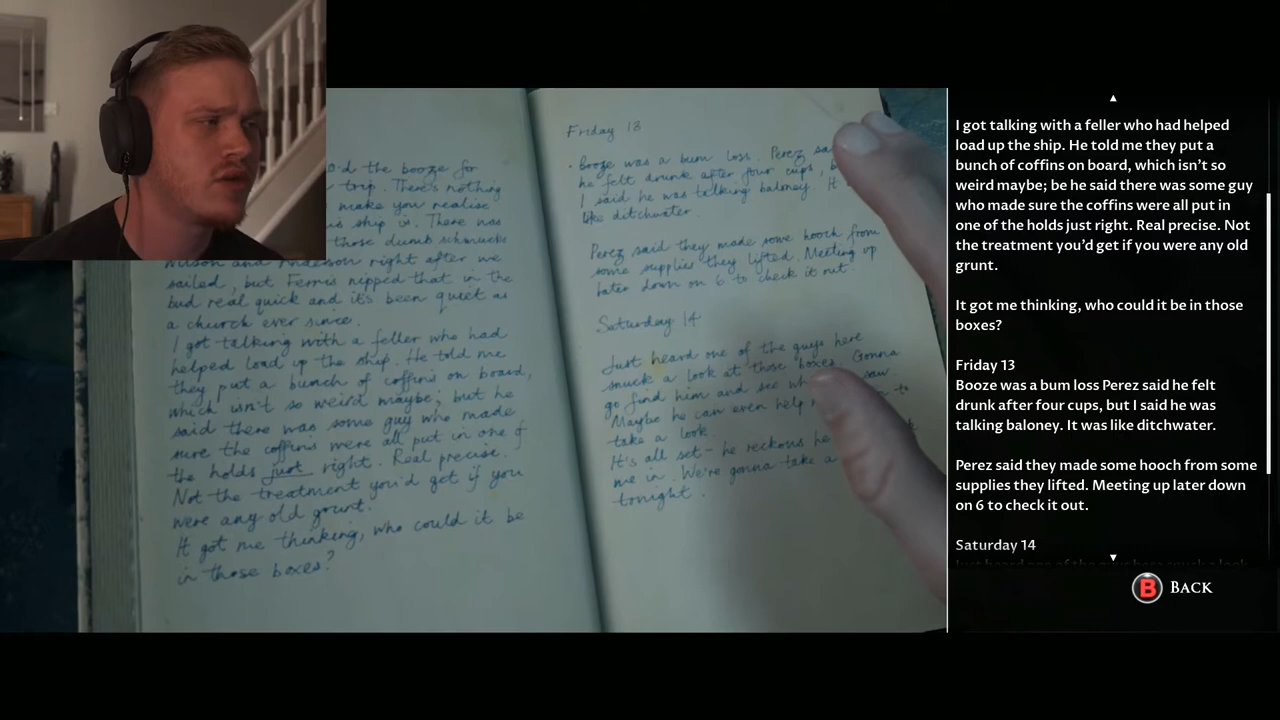 o'd the booze for
trip. There's nothing
make you realise
is ship is. There was
those dumb schmucks
Wilson and Anderson right after we
sailed, but Ferris nipped that in the
bud real quick and it's been quiet as
a church ever since.
I got talking with a feller who had
helped load up the ship. He told me
they put a bunch of coffins on board,
which isn't so weird maybe; but he
said there was some guy who made
sure the coffins were all put in one of
the holds just right. Real precise.
Not the treatment you'd get if you
were any old grunt.
It got me thinking, who could it be
in those boxes?
Friday 13
- Booze was a bum loss. Perez sa
he felt drunk after four cups, b
I said he was talking baloney. It
like ditchwater.
Perez said they made some hooch from
some supplies they lifted. Meeting up
later down on 6 to check it out.
Saturday 14
Just heard one of the guys here
snuck a look at those boxes. Gonna
go find him and see wh saw
Maybe he can even help to
take a look.
It's all set - he reckons he
me in. We're gonna take a
tonight.
I got talking with a feller who had helped
load up the ship. He told me they put a
bunch of coffins on board, which isn't so
weird maybe; be he said there was some guy
who made sure the coffins were all put in
one of the holds just right. Real precise. Not
the treatment you'd get if you were any old
grunt.
It got me thinking, who could it be in those
boxes?
Friday 13
Booze was a bum loss Perez said he felt
drunk after four cups, but I said he was
talking baloney. It was like ditchwater.
Perez said they made some hooch from some
supplies they lifted. Meeting up later down
on 6 to check it out.
Saturday 14
Just heard one of the guys here snuck a look
B BACK